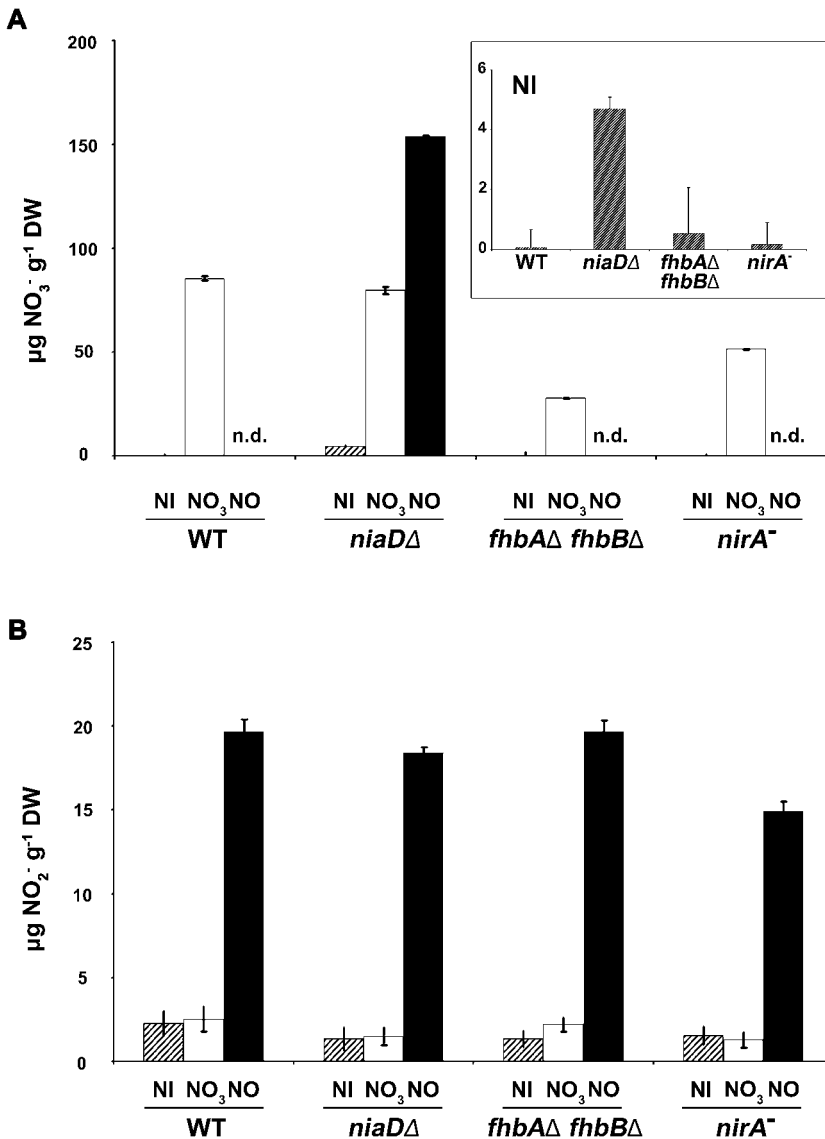 A
200
150
100
50
0
µg NO₃⁻ g⁻¹ DW
6
4
2
0
NI
WT niaDΔ fhbAΔ nirA⁻
fhbBΔ
n.d. n.d. n.d.
NI NO₃ NO NI NO₃ NO NI NO₃ NO NI NO₃ NO
WT niaDΔ fhbAΔ fhbBΔ nirA⁻
B
25
20
15
10
5
0
µg NO₂⁻ g⁻¹ DW
NI NO₃ NO NI NO₃ NO NI NO₃ NO NI NO₃ NO
WT niaDΔ fhbAΔ fhbBΔ nirA⁻